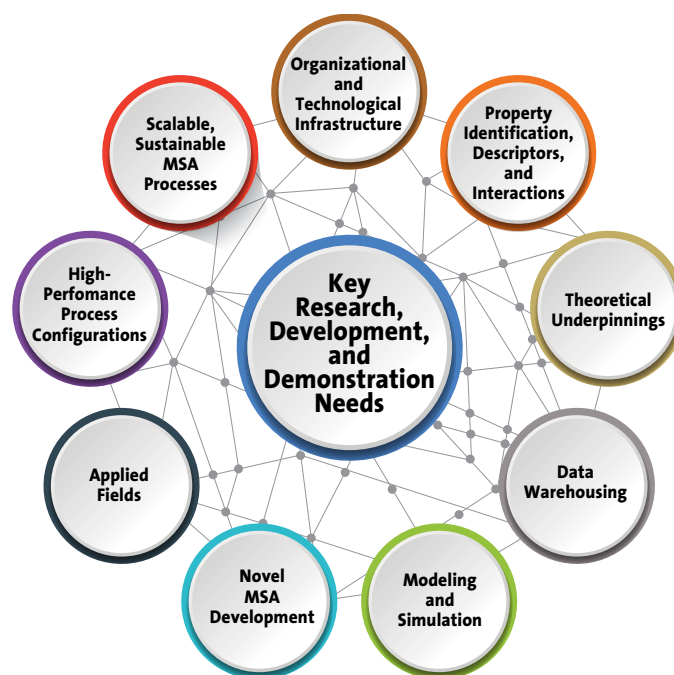 Organizational
and
Technological
Infrastructure
Property
Identification,
Descriptors,
and
Interactions
Theoretical
Underpinnings
Data
Warehousing
Modeling
and
Simulation
Novel
MSA
Development
Applied
Fields
High-
Perfomance
Process
Configurations
Scalable,
Sustainable
MSA
Processes
Key
Research,
Development,
and
Demonstration
Needs